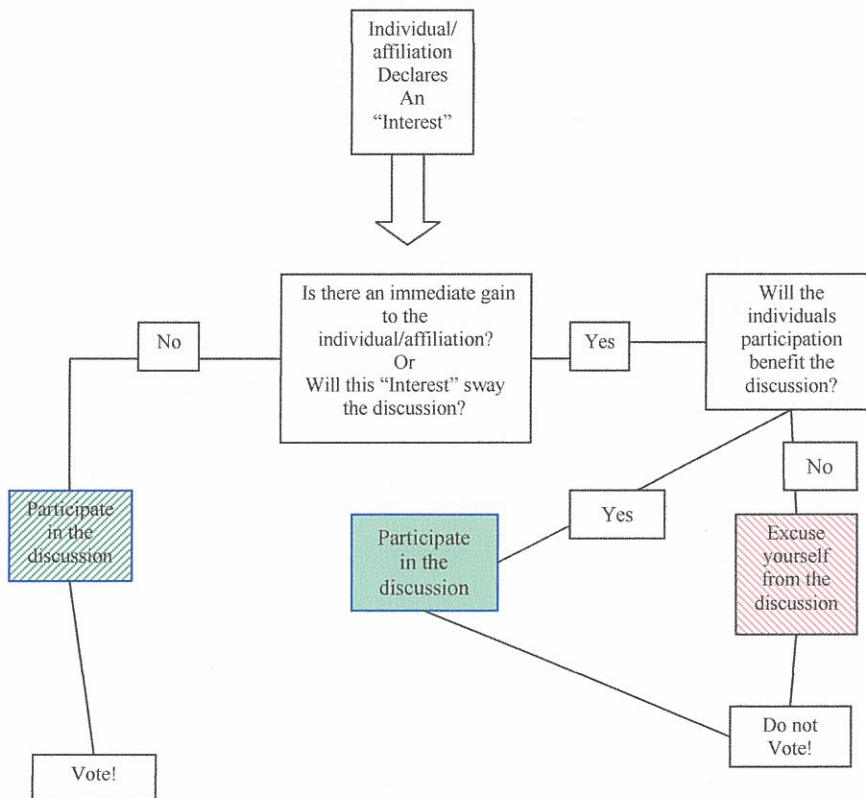 Individual/
affiliation
Declares
An
“Interest”
Is there an immediate gain
to the
individual/affiliation?
Or
Will this “Interest” sway
the discussion?
No
Yes
Will the
individuals
participation
benefit the
discussion?
No
Yes
Participate
in the
discussion
Participate
in the
discussion
Excuse
yourself
from the
discussion
Vote!
Do not
Vote!